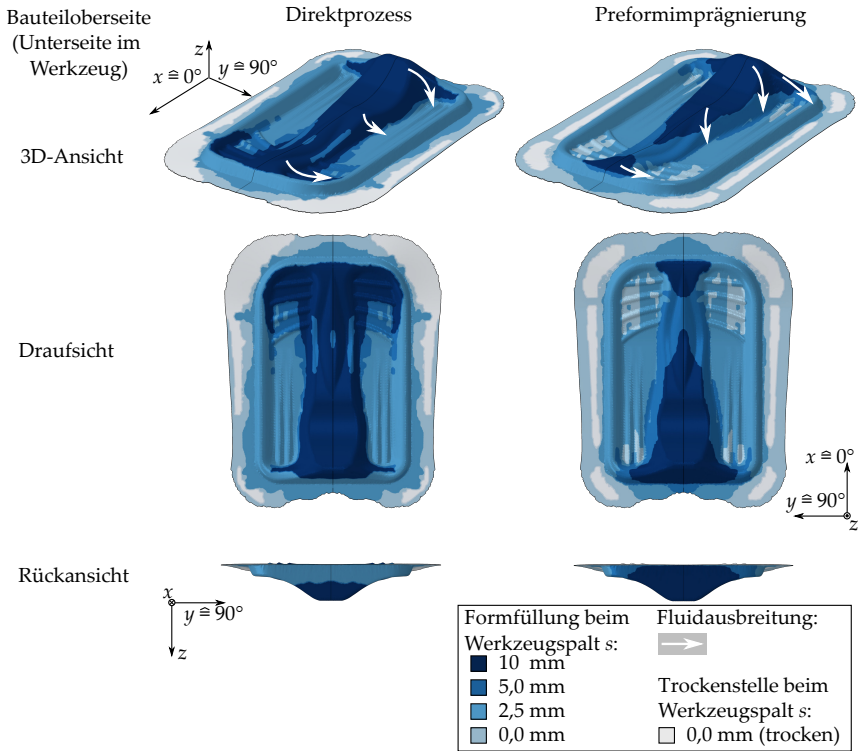 Bauteiloberseite
(Unterseite im
Werkzeug)
Direktprozess
Preformimprägnierung
z
x ≙ 0°
y ≙ 90°
3D-Ansicht
Draufsicht
x ≙ 0°
y ≙ 90°
z
Rückansicht
x
y ≙ 90°
z
Formfüllung beim
Werkzeugspalt s:
10 mm
5,0 mm
2,5 mm
0,0 mm
Fluidausbreitung:
Trockenstelle beim
Werkzeugspalt s:
0,0 mm (trocken)